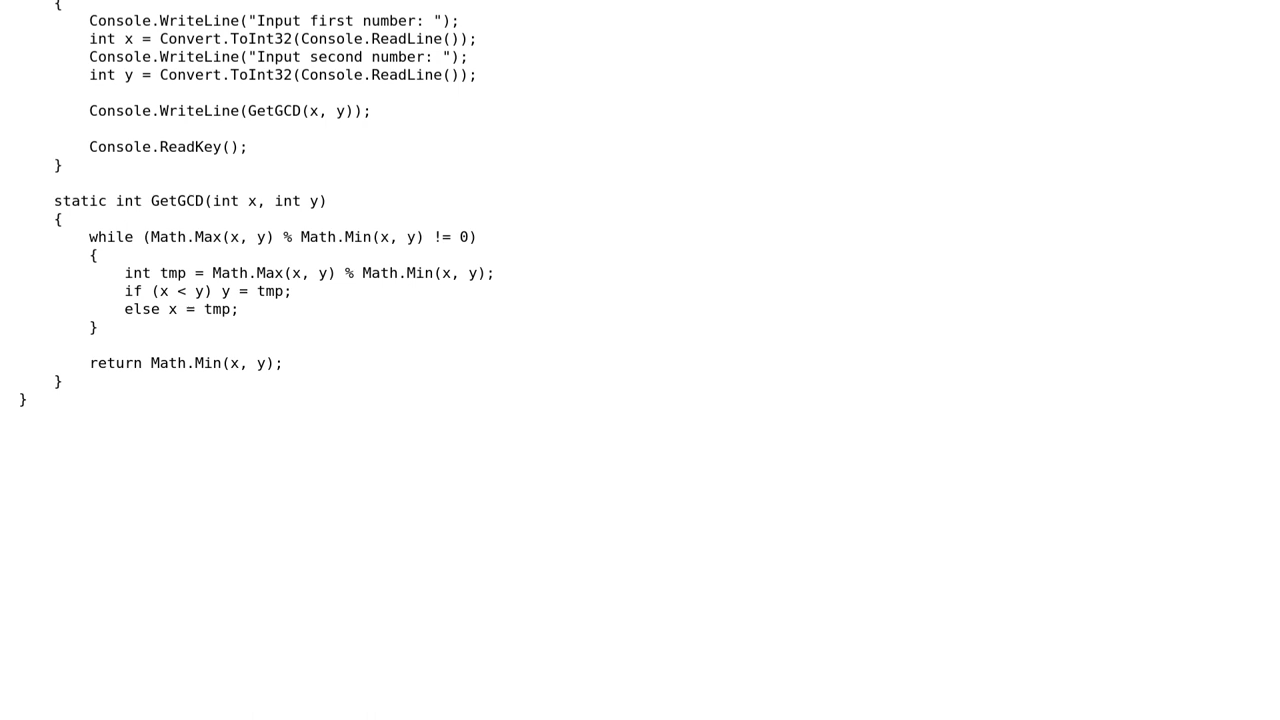 {
Console.WriteLine("Input first number: ");
int x = Convert.ToInt32(Console.ReadLine());
Console.WriteLine("Input second number: ");
int y = Convert.ToInt32(Console.ReadLine());
Console.WriteLine(GetGCD(x, y));
Console.ReadKey();
}
static int GetGCD(int x, int y)
{
while (Math.Max(x, y) % Math.Min(x, y) != 0)
{
int tmp = Math.Max(x, y) % Math.Min(x, y);
if (x < y) y = tmp;
else x = tmp;
}
return Math.Min(x, y);
}
}